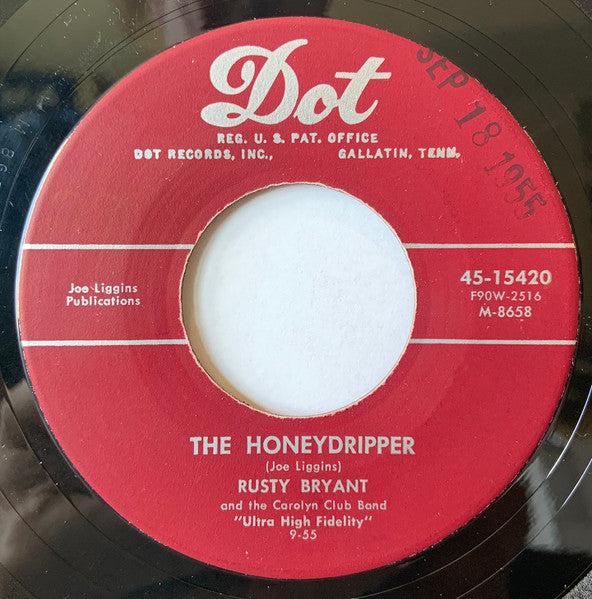 Dot
REG. U. S. PAT. OFFICE
DOT RECORDS, INC., GALLATIN, TENN.
SEP 18 1955
Joe Liggins
Publications
45-15420
F90W-2516
M-8658
THE HONEYDRIPPER
(Joe Liggins)
RUSTY BRYANT
and the Carolyn Club Band
"Ultra High Fidelity"
9-55